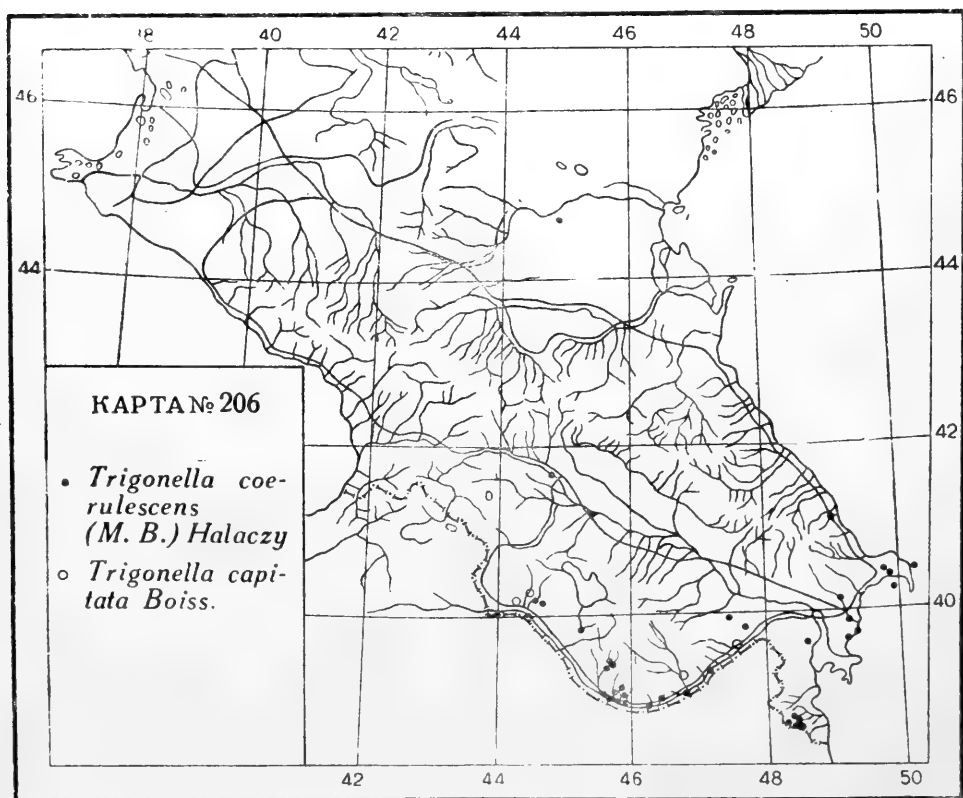 38 40 42 44 46 48 50
46 46
44 44
КАРТА № 206
42
• Trigonella coe-
rulescens
(M. B.) Halaczy
○ Trigonella capi-
tata Boiss.
40
42 44 46 48 50